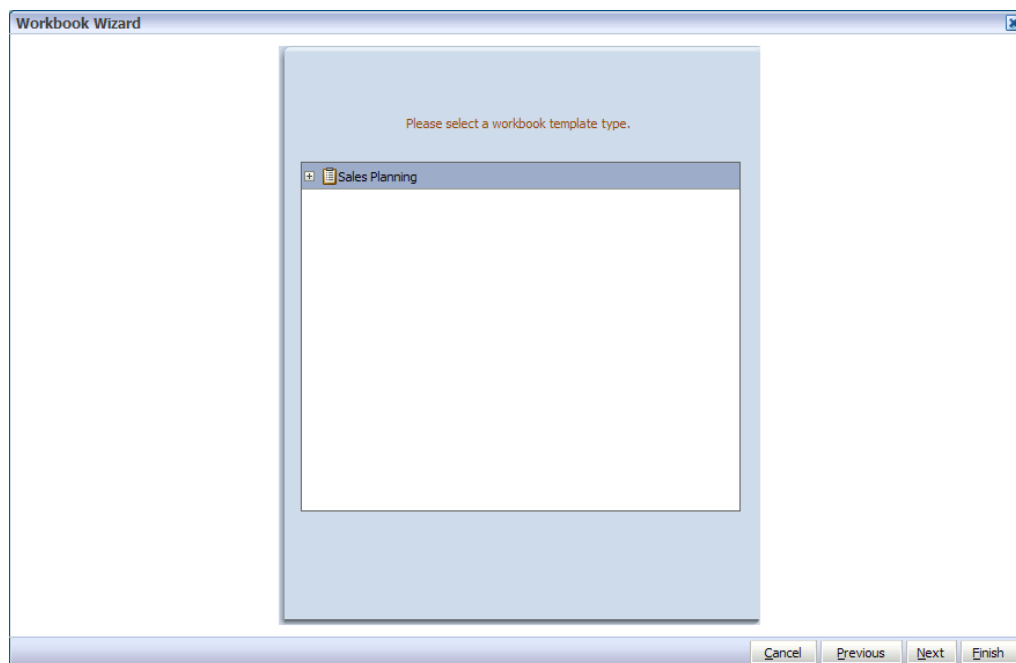 Workbook Wizard
Please select a workbook template type.
Sales Planning
Cancel Previous Next Finish